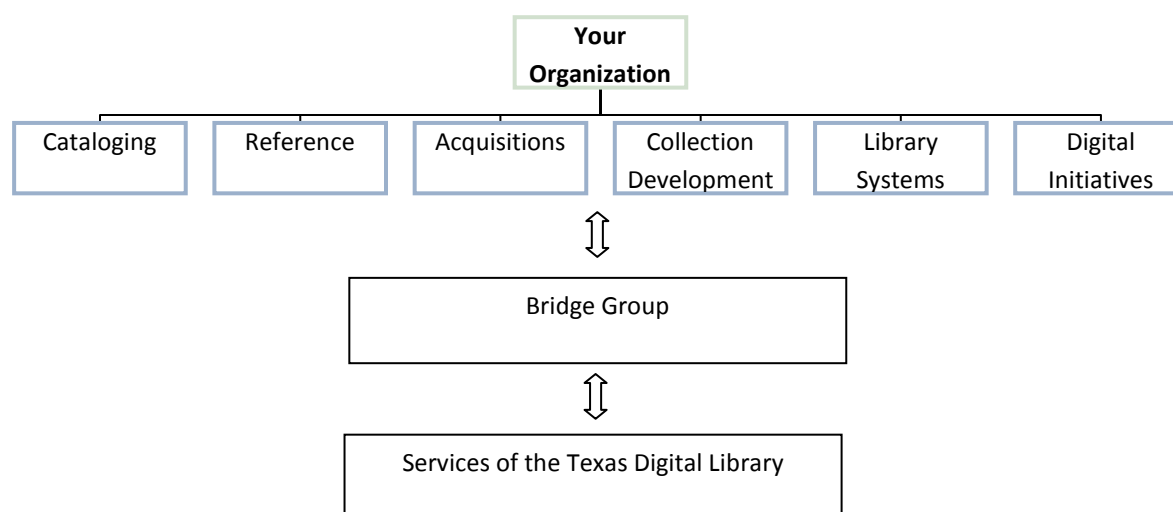 Your
Organization
Cataloging
Reference
Acquisitions
Collection
Development
Library
Systems
Digital
Initiatives
Bridge Group
Services of the Texas Digital Library